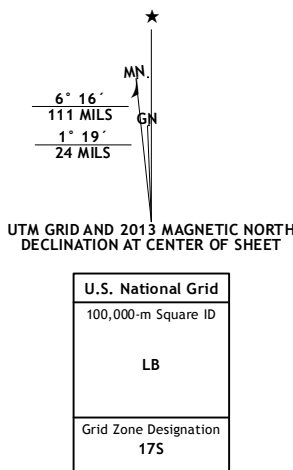 ★
MN.
GN
6° 16´
111 MILS
1° 19´
24 MILS
UTM GRID AND 2013 MAGNETIC NORTH
DECLINATION AT CENTER OF SHEET
U.S. National Grid
100,000-m Square ID
LB
Grid Zone Designation
17S